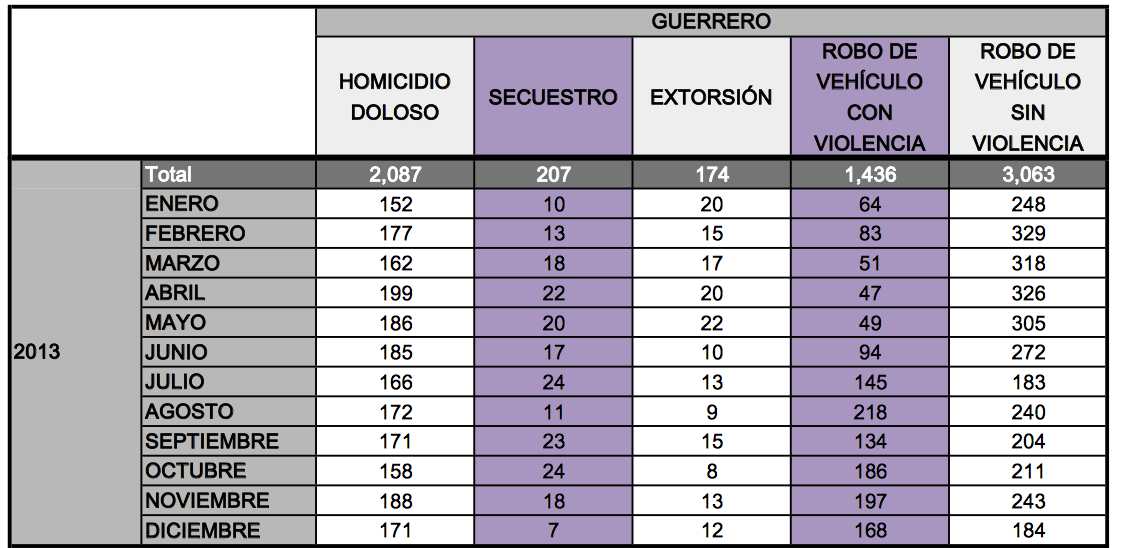 GUERRERO
HOMICIDIO DOLOSO SECUESTRO EXTORSIÓN ROBO DE VEHÍCULO CON VIOLENCIA ROBO DE VEHÍCULO SIN VIOLENCIA
Total 2,087 207 174 1,436 3,063
ENERO 152 10 20 64 248
FEBRERO 177 13 15 83 329
MARZO 162 18 17 51 318
ABRIL 199 22 20 47 326
MAYO 186 20 22 49 305
2013 JUNIO 185 17 10 94 272
JULIO 166 24 13 145 183
AGOSTO 172 11 9 218 240
SEPTIEMBRE 171 23 15 134 204
OCTUBRE 158 24 8 186 211
NOVIEMBRE 188 18 13 197 243
DICIEMBRE 171 7 12 168 184